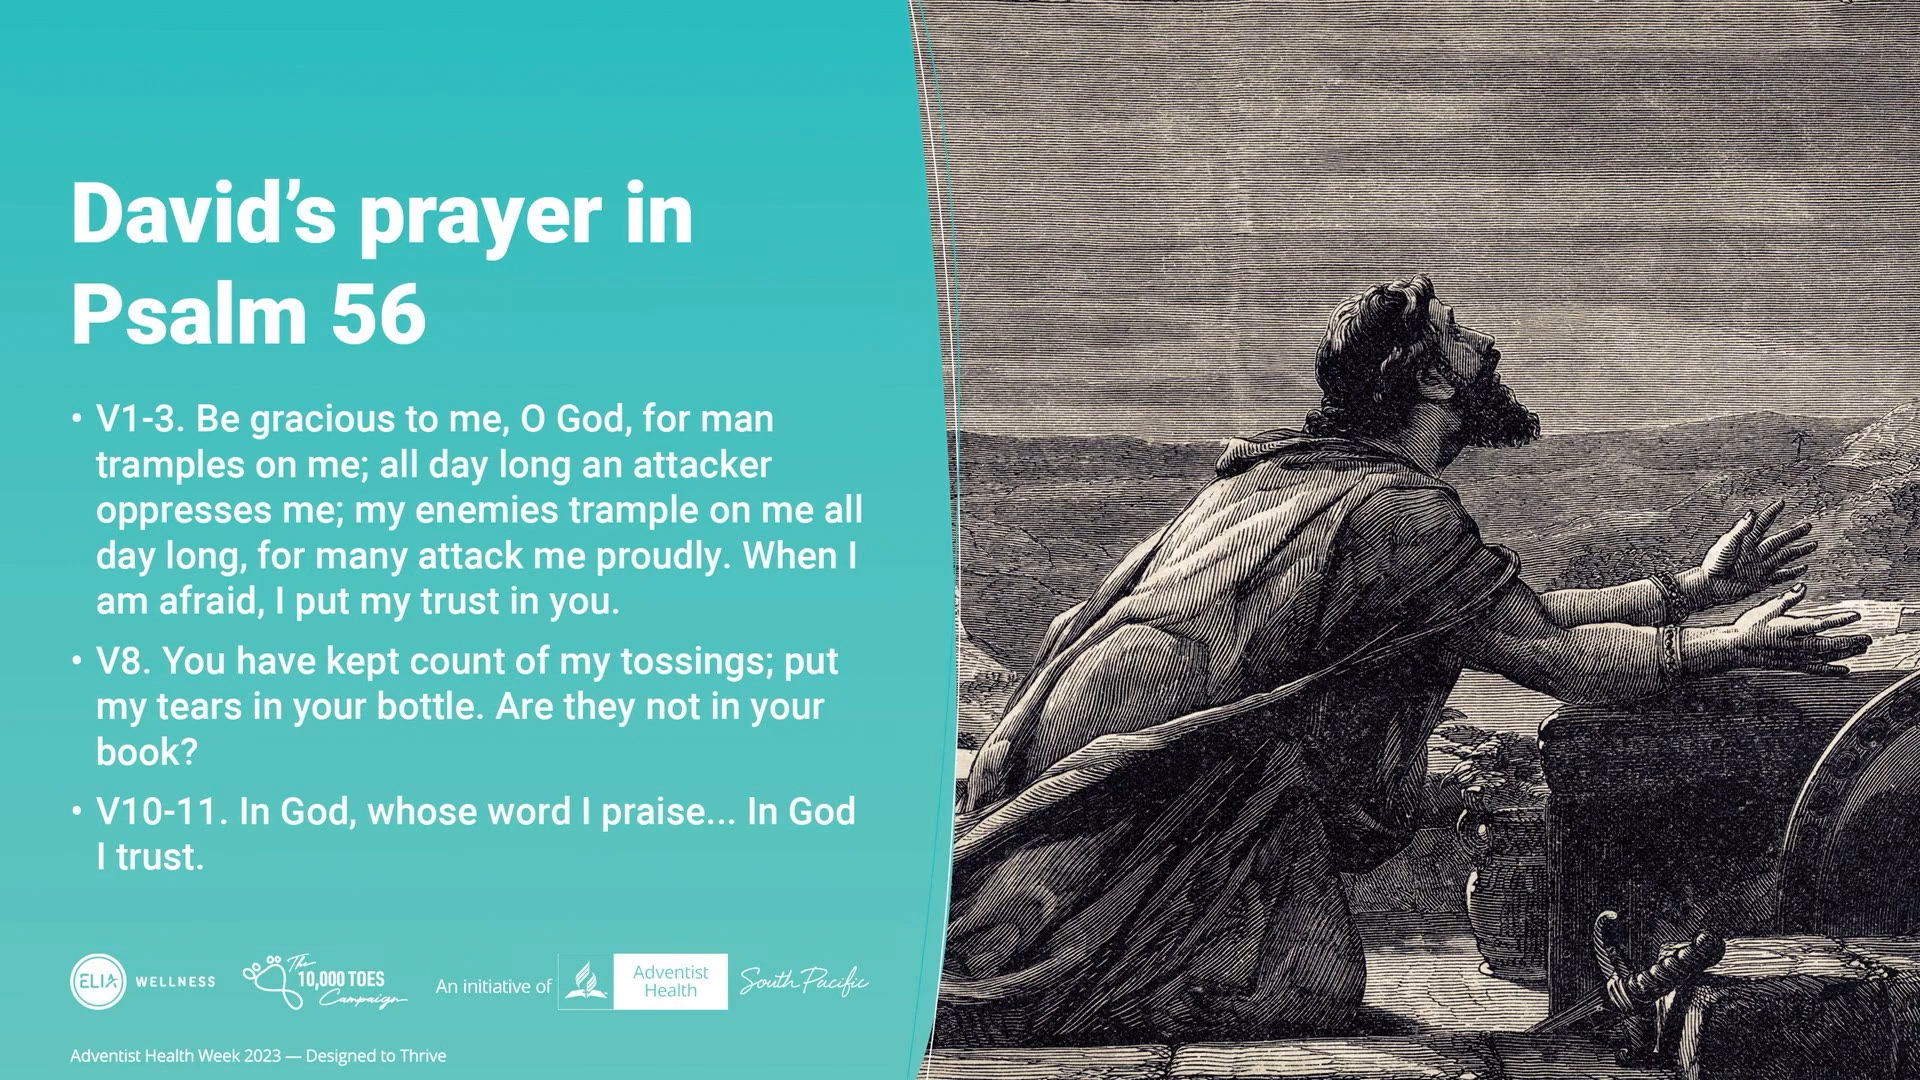 David’s prayer in
Psalm 56
• V1-3. Be gracious to me, O God, for man
tramples on me; all day long an attacker
oppresses me; my enemies trample on me all
day long, for many attack me proudly. When I
am afraid, I put my trust in you.
• V8. You have kept count of my tossings; put
my tears in your bottle. Are they not in your
book?
• V10-11. In God, whose word I praise... In God
I trust.
ELIA WELLNESS
The
10,000 TOES
Campaign
An initiative of
Adventist
Health
South Pacific
Adventist Health Week 2023 — Designed to Thrive